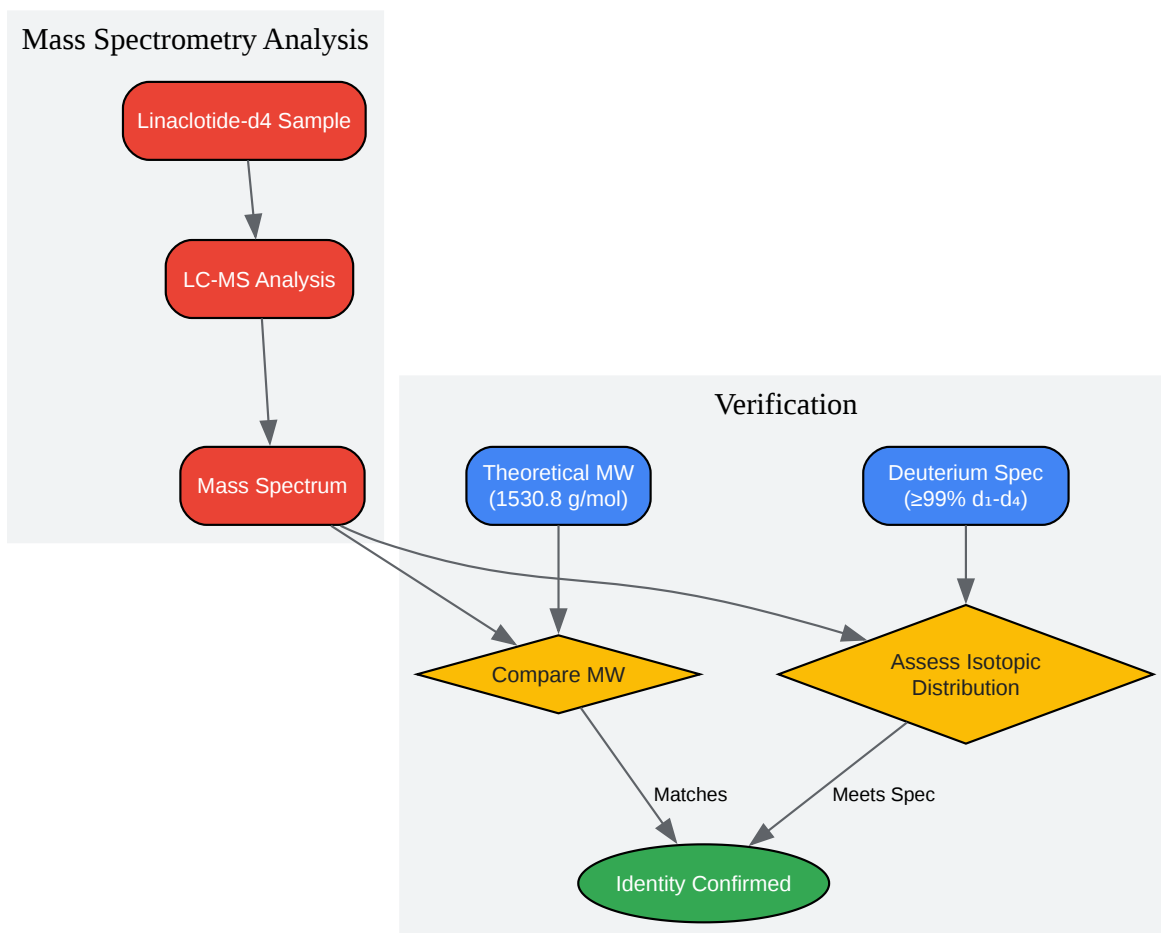 Mass Spectrometry Analysis
Linaclotide-d4 Sample
LC-MS Analysis
Mass Spectrum
Verification
Theoretical MW
(1530.8 g/mol)
Deuterium Spec
(≥99% d₁-d₄)
Compare MW
Assess Isotopic
Distribution
Matches
Meets Spec
Identity Confirmed